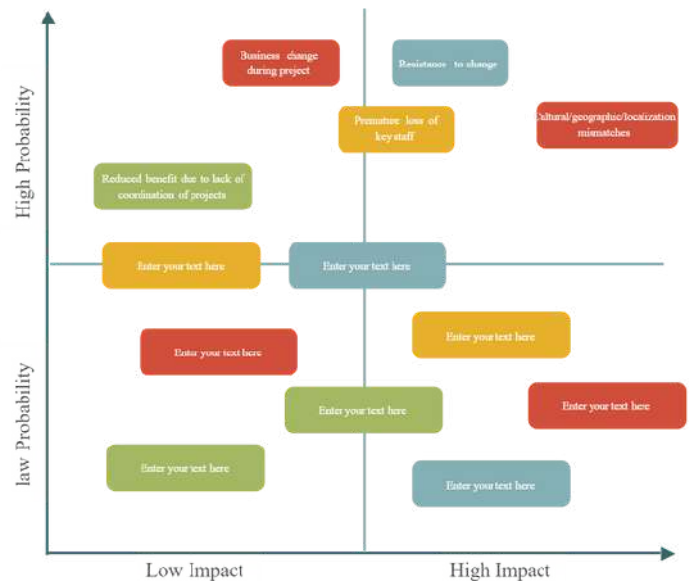 Business change
during project
Resistance to change
Premature loss of
key staff
Cultural/geographic/localization
mismatches
Reduced benefit due to lack of
coordination of projects
High Probability
Enter your text here
Enter your text here
Enter your text here
Enter your text here
Enter your text here
Enter your text here
law Probability
Enter your text here
Enter your text here
Low Impact
High Impact